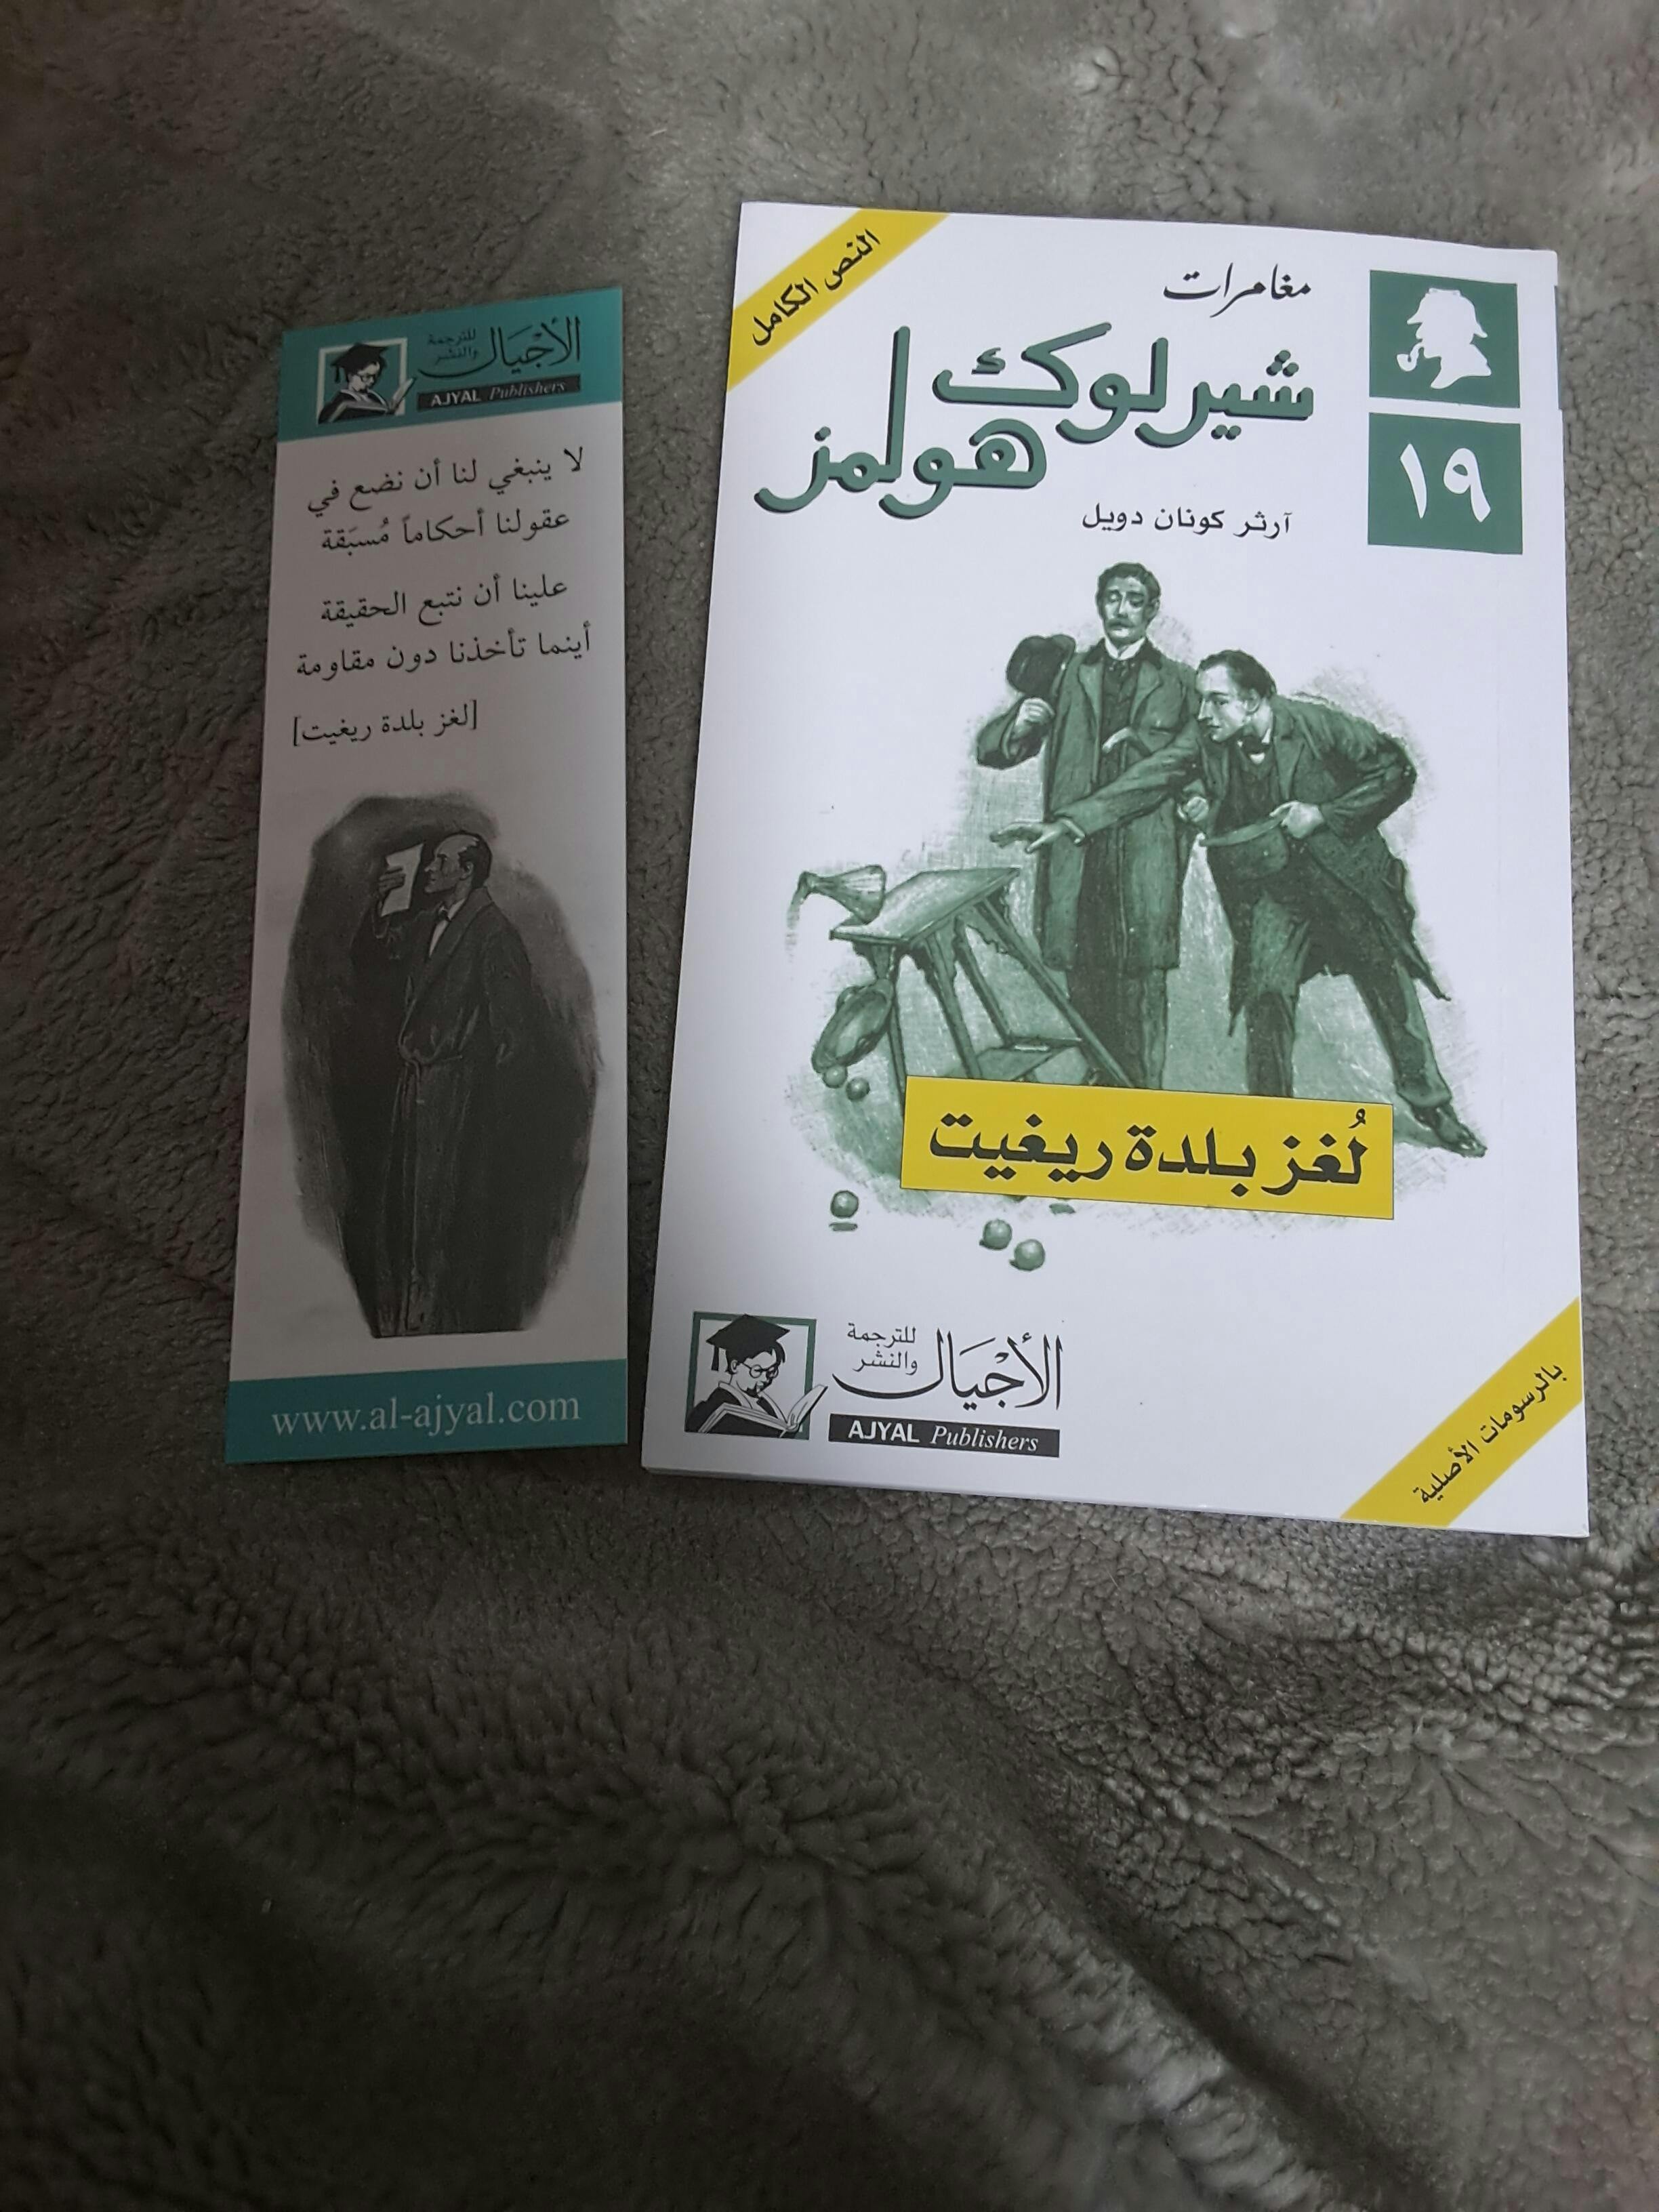 الأجيال
للترجمة
والنشر
AJYAL Publishers
لا ينبغي لنا أن نضع في
عقولنا أحكاماً مُسبَقة
علينا أن نتبع الحقيقة
أينما تأخذنا دون مقاومة
[لغز بلدة ريغيت]
www.al-ajyal.com
النص الكامل
مغامرات
شيرلوك
هولمز
١٩
آرثر كونان دويل
لُغز بلدة ريغيت
الأجيال
للترجمة
والنشر
AJYAL Publishers
بالرسومات الأصلية